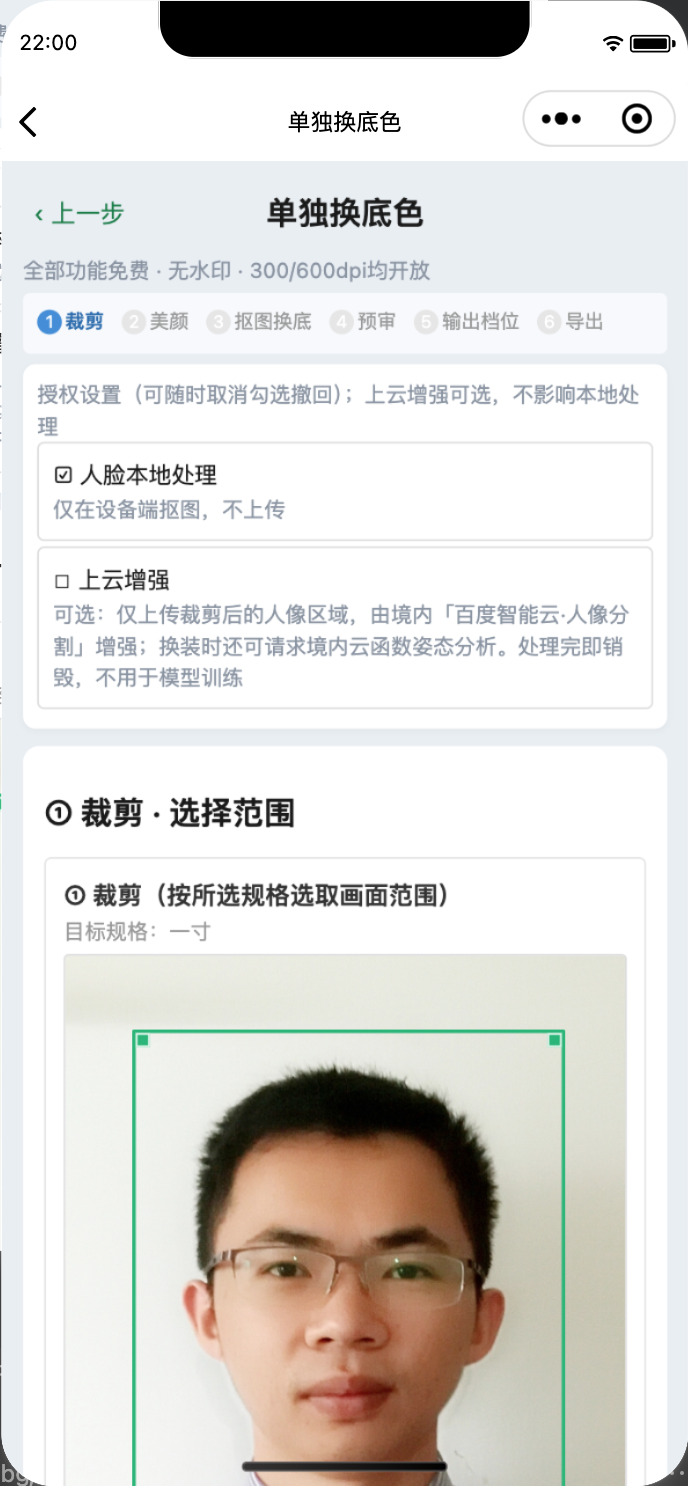 22:00
单独换底色
‹ 上一步
单独换底色
全部功能免费 · 无水印 · 300/600dpi均开放
1 裁剪 2 美颜 3 抠图换底 4 预审 5 输出档位 6 导出
授权设置（可随时取消勾选撤回）；上云增强可选，不影响本地处
理
☑ 人脸本地处理
仅在设备端抠图，不上传
☐ 上云增强
可选：仅上传裁剪后的人像区域，由境内「百度智能云·人像分
割」增强；换装时还可请求境内云函数姿态分析。处理完即销
毁，不用于模型训练
① 裁剪 · 选择范围
① 裁剪（按所选规格选取画面范围）
目标规格：一寸